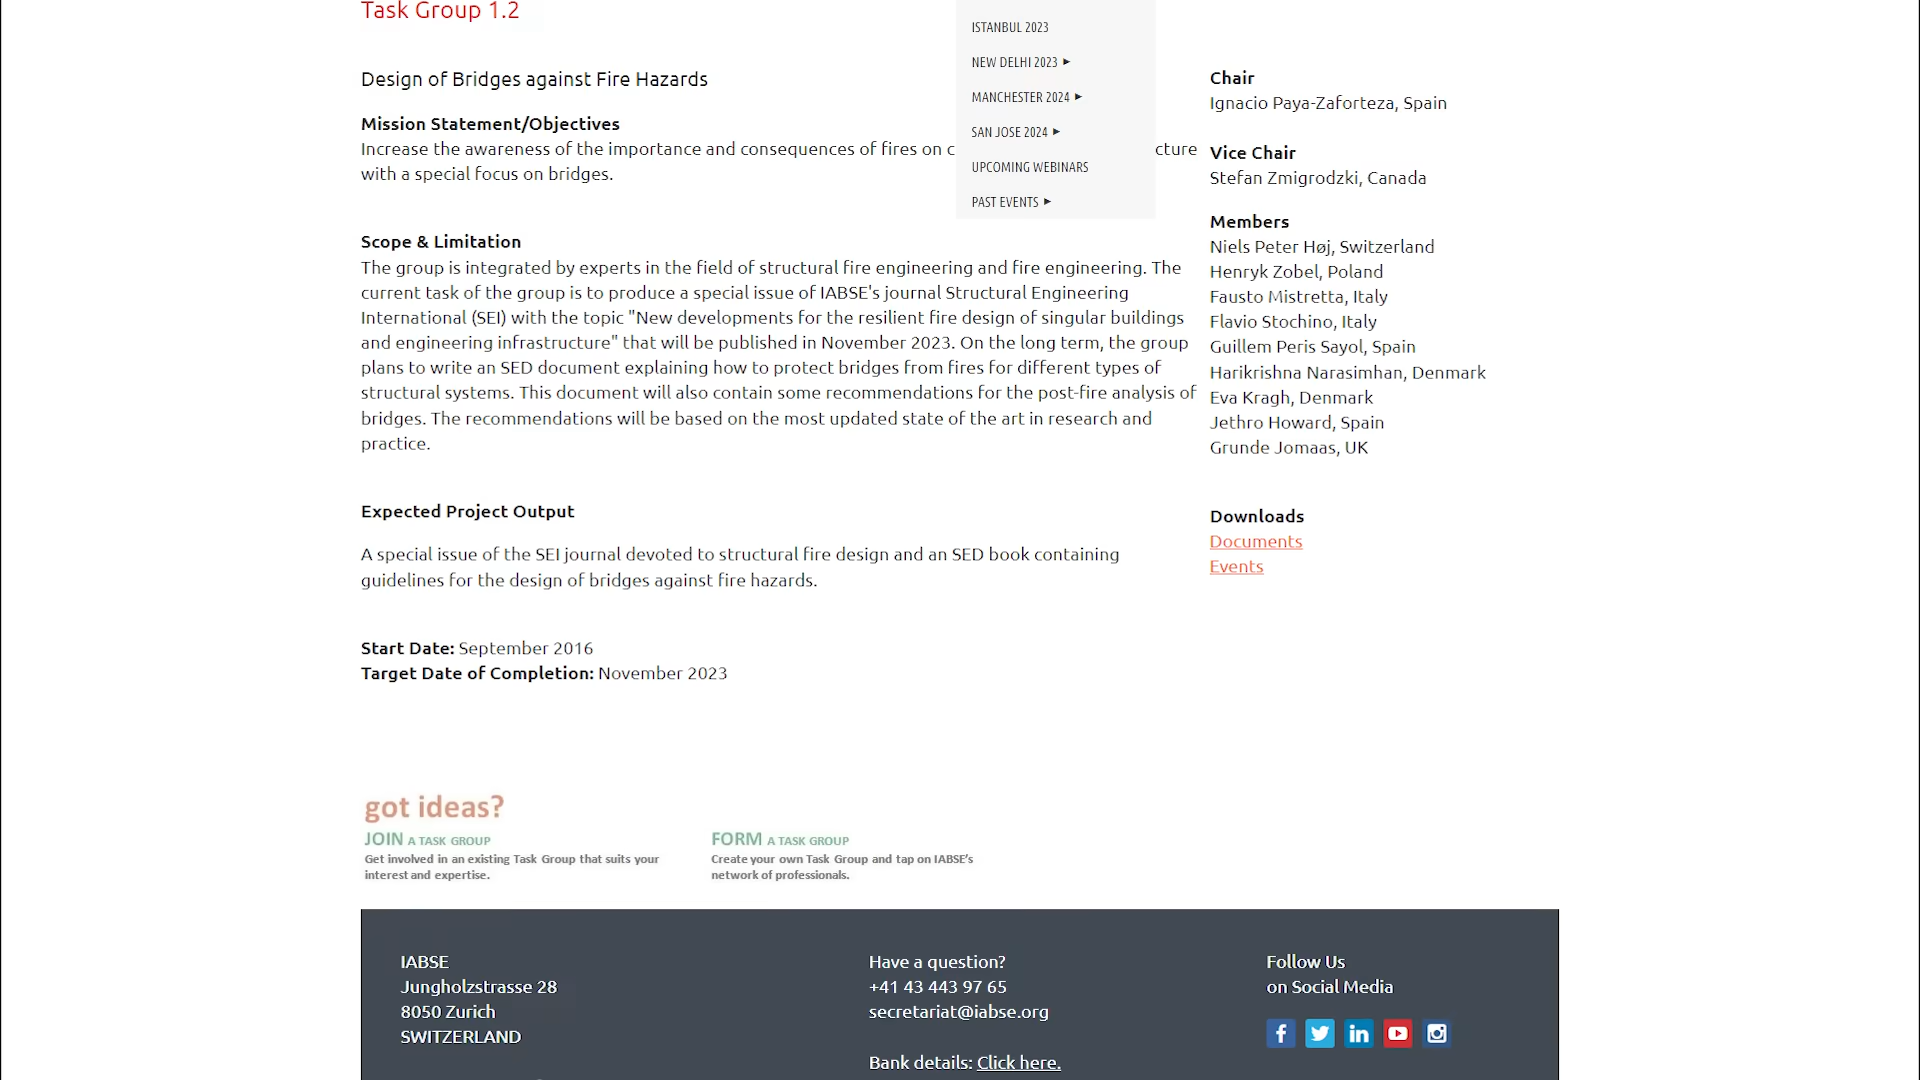 Task Group 1.2
Design of Bridges against Fire Hazards
Mission Statement/Objectives
Increase the awareness of the importance and consequences of fires on c cture
with a special focus on bridges.
Scope & Limitation
The group is integrated by experts in the field of structural fire engineering and fire engineering. The
current task of the group is to produce a special issue of IABSE's journal Structural Engineering
International (SEI) with the topic "New developments for the resilient fire design of singular buildings
and engineering infrastructure" that will be published in November 2023. On the long term, the group
plans to write an SED document explaining how to protect bridges from fires for different types of
structural systems. This document will also contain some recommendations for the post-fire analysis of
bridges. The recommendations will be based on the most updated state of the art in research and
practice.
Expected Project Output
A special issue of the SEI journal devoted to structural fire design and an SED book containing
guidelines for the design of bridges against fire hazards.
Start Date: September 2016
Target Date of Completion: November 2023
ISTANBUL 2023
NEW DELHI 2023 ►
MANCHESTER 2024 ►
SAN JOSE 2024 ►
UPCOMING WEBINARS
PAST EVENTS ►
Chair
Ignacio Paya-Zaforteza, Spain
Vice Chair
Stefan Zmigrodzki, Canada
Members
Niels Peter Høj, Switzerland
Henryk Zobel, Poland
Fausto Mistretta, Italy
Flavio Stochino, Italy
Guillem Peris Sayol, Spain
Harikrishna Narasimhan, Denmark
Eva Kragh, Denmark
Jethro Howard, Spain
Grunde Jomaas, UK
Downloads
Documents
Events
got ideas?
JOIN A TASK GROUP
Get involved in an existing Task Group that suits your
interest and expertise.
FORM A TASK GROUP
Create your own Task Group and tap on IABSE's
network of professionals.
IABSE
Jungholzstrasse 28
8050 Zurich
SWITZERLAND
Have a question?
+41 43 443 97 65
secretariat@iabse.org
Bank details: Click here.
Follow Us
on Social Media